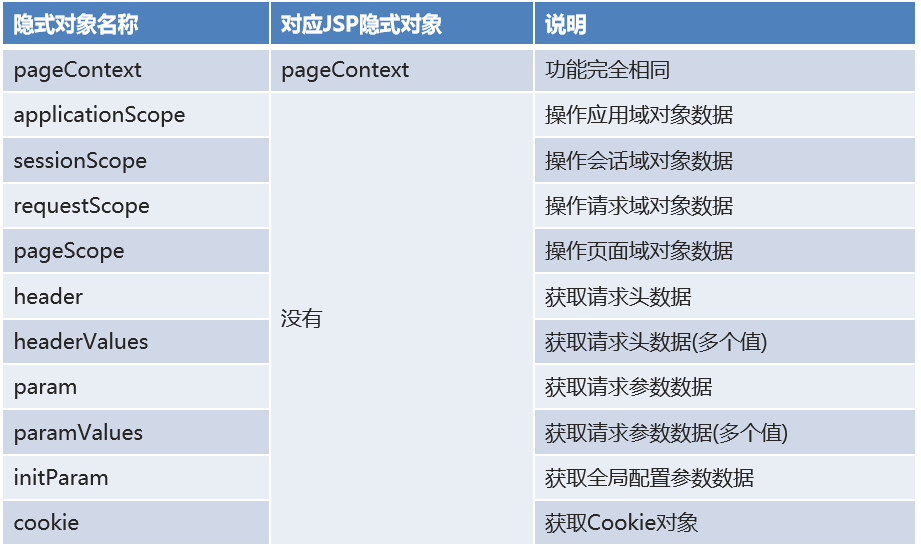 隐式对象名称 对应JSP隐式对象 说明
pageContext pageContext 功能完全相同
applicationScope 操作应用域对象数据
sessionScope 操作会话域对象数据
requestScope 操作请求域对象数据
pageScope 操作页面域对象数据
header 获取请求头数据
没有
headerValues 获取请求头数据(多个值)
param 获取请求参数数据
paramValues 获取请求参数数据(多个值)
initParam 获取全局配置参数数据
cookie 获取Cookie对象